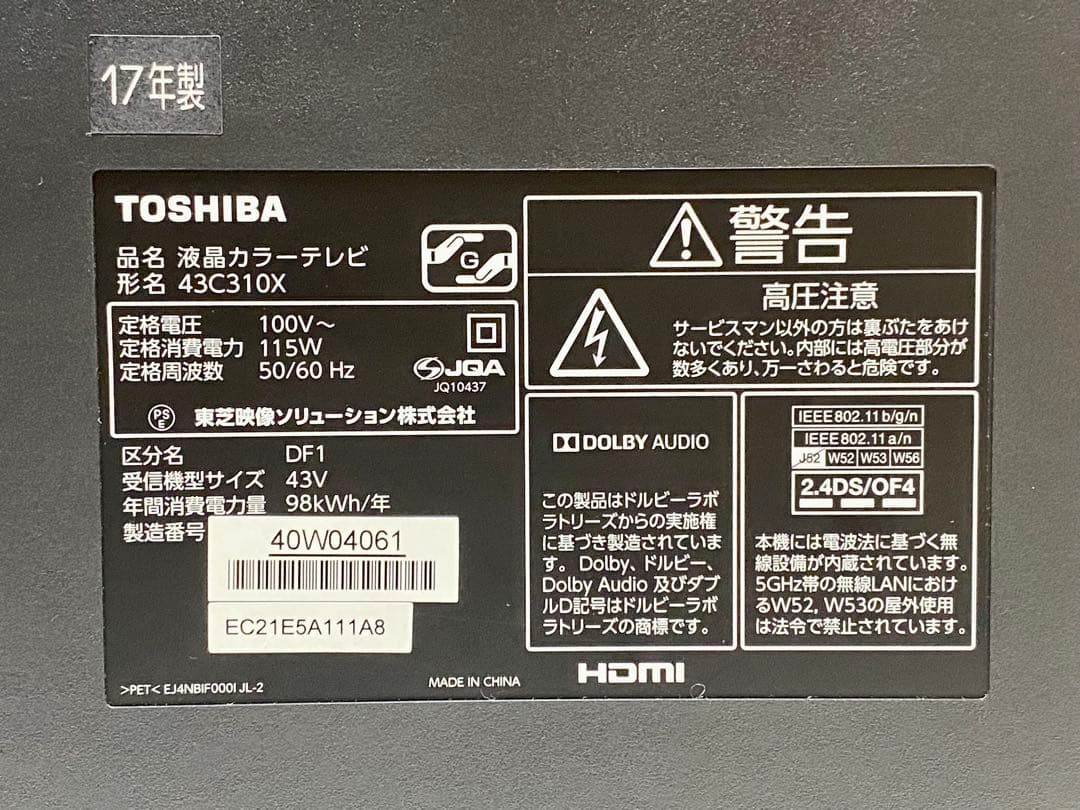 17年製
TOSHIBA
品名 液晶カラーテレビ
形名 43C310X
G
定格電圧 100V～
定格消費電力 115W
定格周波数 50/60 Hz
JQA
JQ10437
PS
E
東芝映像ソリューション株式会社
区分名 DF1
受信機型サイズ 43V
年間消費電力量 98kWh/年
製造番号
40W04061
EC21E5A111A8
>PET< EJ4NBIF000I JL-2
MADE IN CHINA
警告
高圧注意
サービスマン以外の方は裏ぶたをあけ
ないでください。内部には高電圧部分が
数多くあり、万一さわると危険です。
DOLBY AUDIO
この製品はドルビーラボ
ラトリーズからの実施権
に基づき製造されていま
す。Dolby、ドルビー、
Dolby Audio 及びダブ
ルD記号はドルビーラボ
ラトリーズの商標です。
IEEE802.11b/g/n
IEEE802.11a/n
J52 W52 W53 W56
2.4DS/OF4
本機には電波法に基づく無
線設備が内蔵されています。
5GHz帯の無線LANにおけ
るW52, W53の屋外使用
は法令で禁止されています。
HDMI